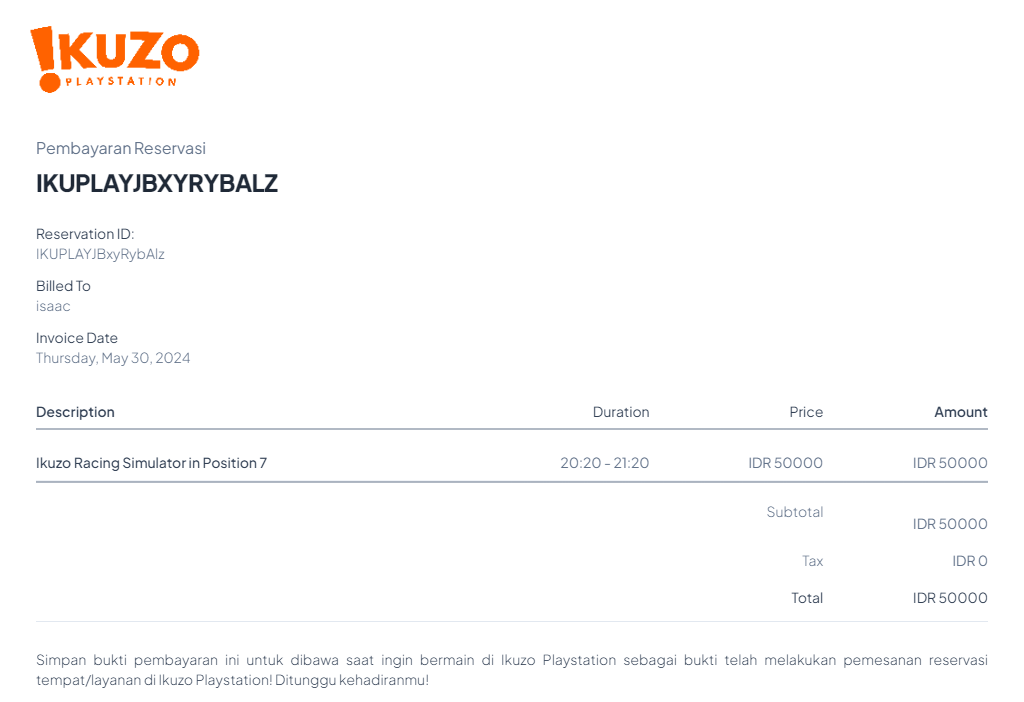 !KUZO
PLAYSTATION
Pembayaran Reservasi
IKUPLAYJBXYRYBALZ
Reservation ID:
IKUPLAYJBxyRybAlz
Billed To
isaac
Invoice Date
Thursday, May 30, 2024
Description Duration Price Amount
Ikuzo Racing Simulator in Position 7 20:20 - 21:20 IDR 50000 IDR 50000
Subtotal IDR 50000
Tax IDR 0
Total IDR 50000
Simpan bukti pembayaran ini untuk dibawa saat ingin bermain di Ikuzo Playstation sebagai bukti telah melakukan pemesanan reservasi
tempat/layanan di Ikuzo Playstation! Ditunggu kehadiranmu!